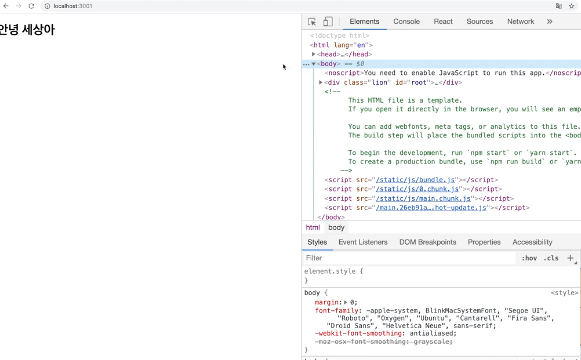 localhost:3001
안녕 세상아
Elements Console React Sources Network »
<!doctype html>
<html lang="en">
▶<head>…</head>
…▼<body> == $0
<noscript>You need to enable JavaScript to run this app.</noscrip
▶<div class="lion" id="root">…</div>
<!--
This HTML file is a template.
If you open it directly in the browser, you will see an emp
You can add webfonts, meta tags, or analytics to this file.
The build step will place the bundled scripts into the <bod
To begin the development, run `npm start` or `yarn start`.
To create a production bundle, use `npm run build` or `yarn
-->
<script src="/static/js/bundle.js"></script>
<script src="/static/js/0.chunk.js"></script>
<script src="/static/js/main.chunk.js"></script>
<script src="/main.26eb91a….hot-update.js"></script>
</body>
html body
Styles Event Listeners DOM Breakpoints Properties Accessibility
Filter :hov .cls +
element.style {
}
body { <style>
margin:▶ 0;
font-family: -apple-system, BlinkMacSystemFont, "Segoe UI",
"Roboto", "Oxygen", "Ubuntu", "Cantarell", "Fira Sans",
"Droid Sans", "Helvetica Neue", sans-serif;
-webkit-font-smoothing: antialiased;
-moz-osx-font-smoothing: grayscale;
}